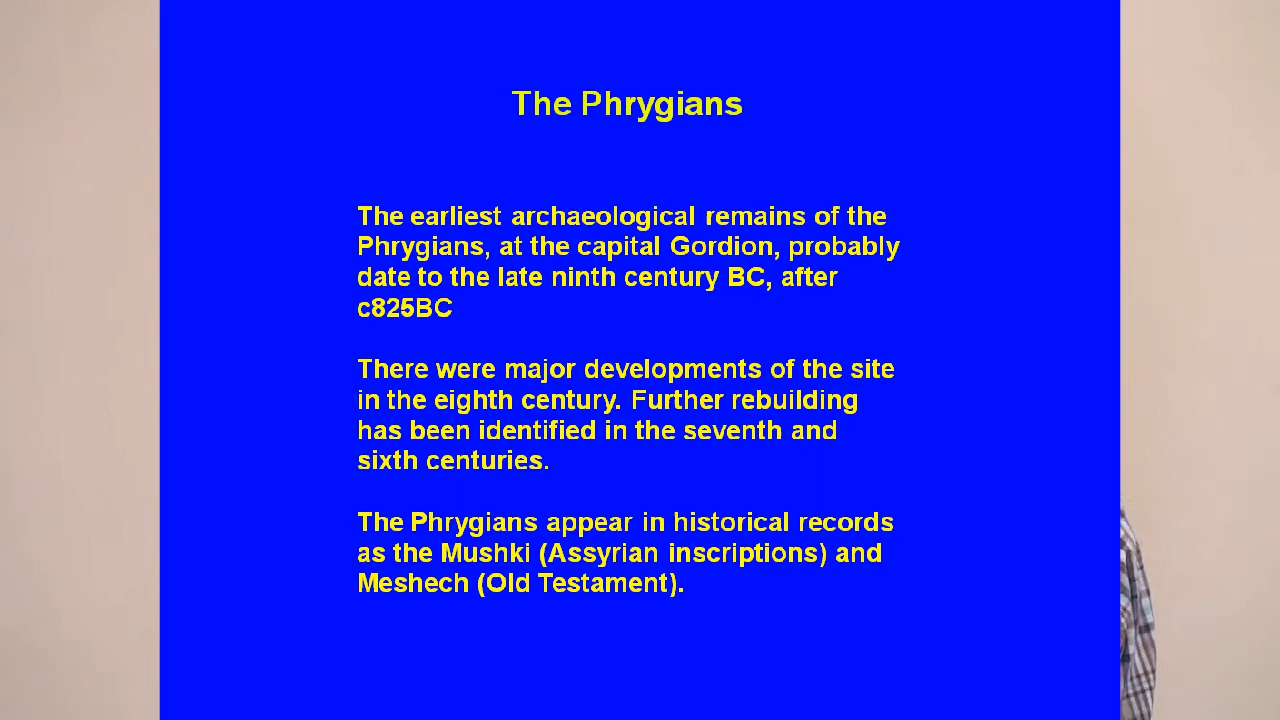 The Phrygians
The earliest archaeological remains of the
Phrygians, at the capital Gordion, probably
date to the late ninth century BC, after
c825BC
There were major developments of the site
in the eighth century. Further rebuilding
has been identified in the seventh and
sixth centuries.
The Phrygians appear in historical records
as the Mushki (Assyrian inscriptions) and
Meshech (Old Testament).